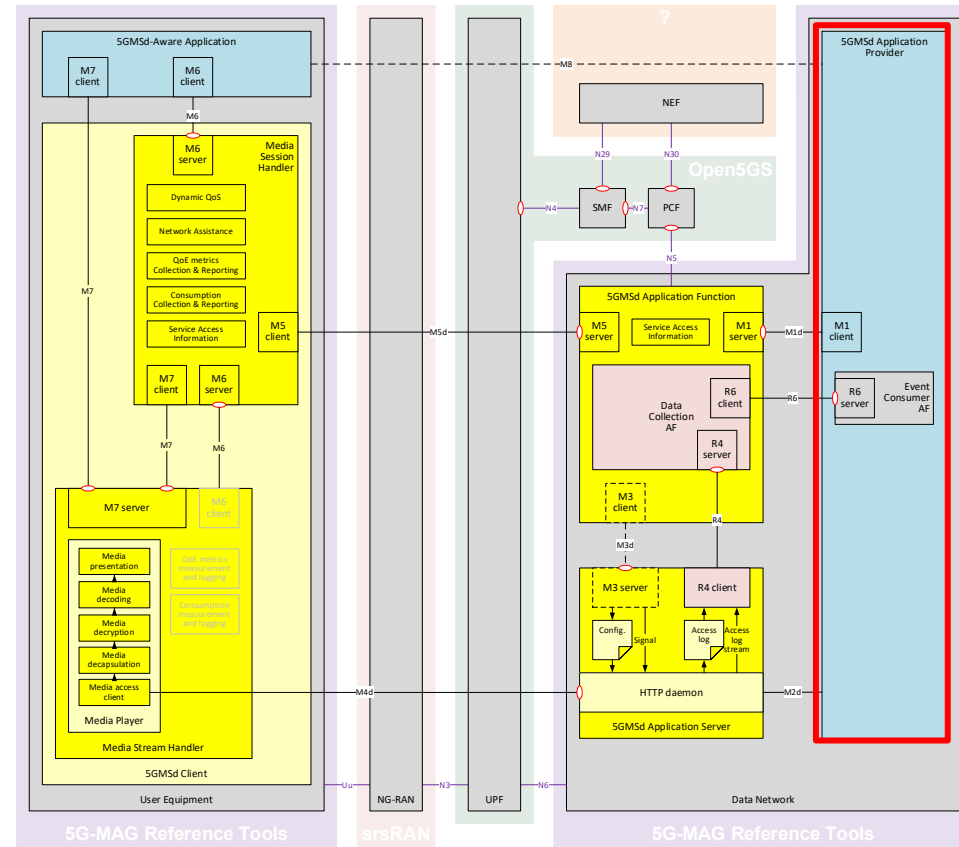 ?
5GMSd-Aware Application
M7
client
M6
client
M8
5GMSd Application
Provider
NEF
M6
M6
server
Media
Session
Handler
N29
N30
Open5GS
Dynamic QoS
Network Assistance
N4
SMF
N7
PCF
QoE metrics
Collection & Reporting
N5
M7
Consumption
Collection & Reporting
5GMSd Application Function
Service Access
Information
M5
client
M5d
M5
server
Service Access
Information
M1
server
M1d
M1
client
M7
client
M6
server
Data
Collection
AF
R6
client
R6
R6
server
Event
Consumer
AF
R4
server
M7
M6
M7 server
M6
client
M3
client
R4
M3d
Media
presentation
QoE metrics
measurement
and logging
Media
decoding
M3 server
R4 client
Consumption
measurement
and logging
Media
decryption
Config.
Signal
Access
log
Access
log
stream
Media
decapsulation
Media access
client
M4d
HTTP daemon
M2d
Media Player
5GMSd Application Server
Media Stream Handler
5GMSd Client
Uu
N3
N6
User Equipment
NG-RAN
UPF
Data Network
5G-MAG Reference Tools
srsRAN
5G-MAG Reference Tools